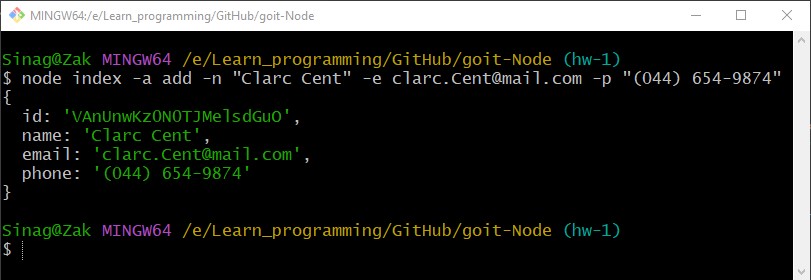 MINGW64:/e/Learn_programming/GitHub/goit-Node
Sinag@Zak MINGW64 /e/Learn_programming/GitHub/goit-Node (hw-1)
$ node index -a add -n "Clarc Cent" -e clarc.Cent@mail.com -p "(044) 654-9874"
{
  id: 'VAnUnwKz0NOTJMelsdGuO',
  name: 'Clarc Cent',
  email: 'clarc.Cent@mail.com',
  phone: '(044) 654-9874'
}
Sinag@Zak MINGW64 /e/Learn_programming/GitHub/goit-Node (hw-1)
$